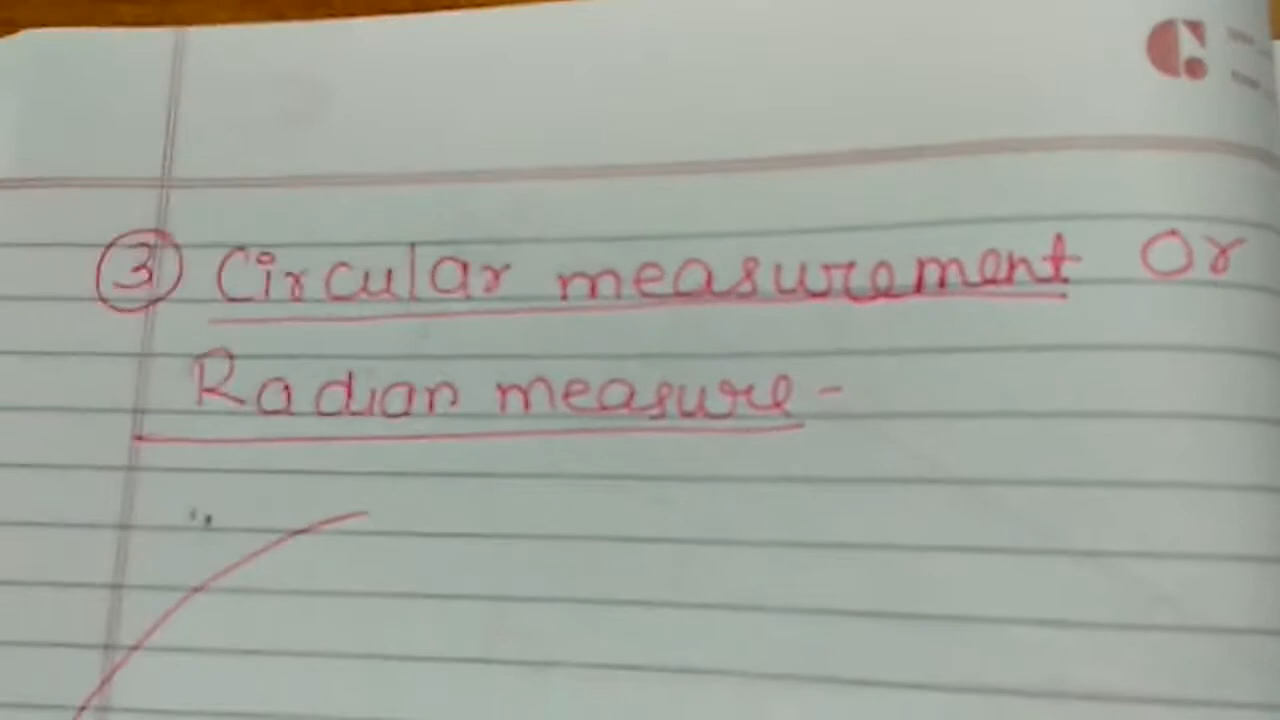 ③ Circular measurement Or
Radian measure -